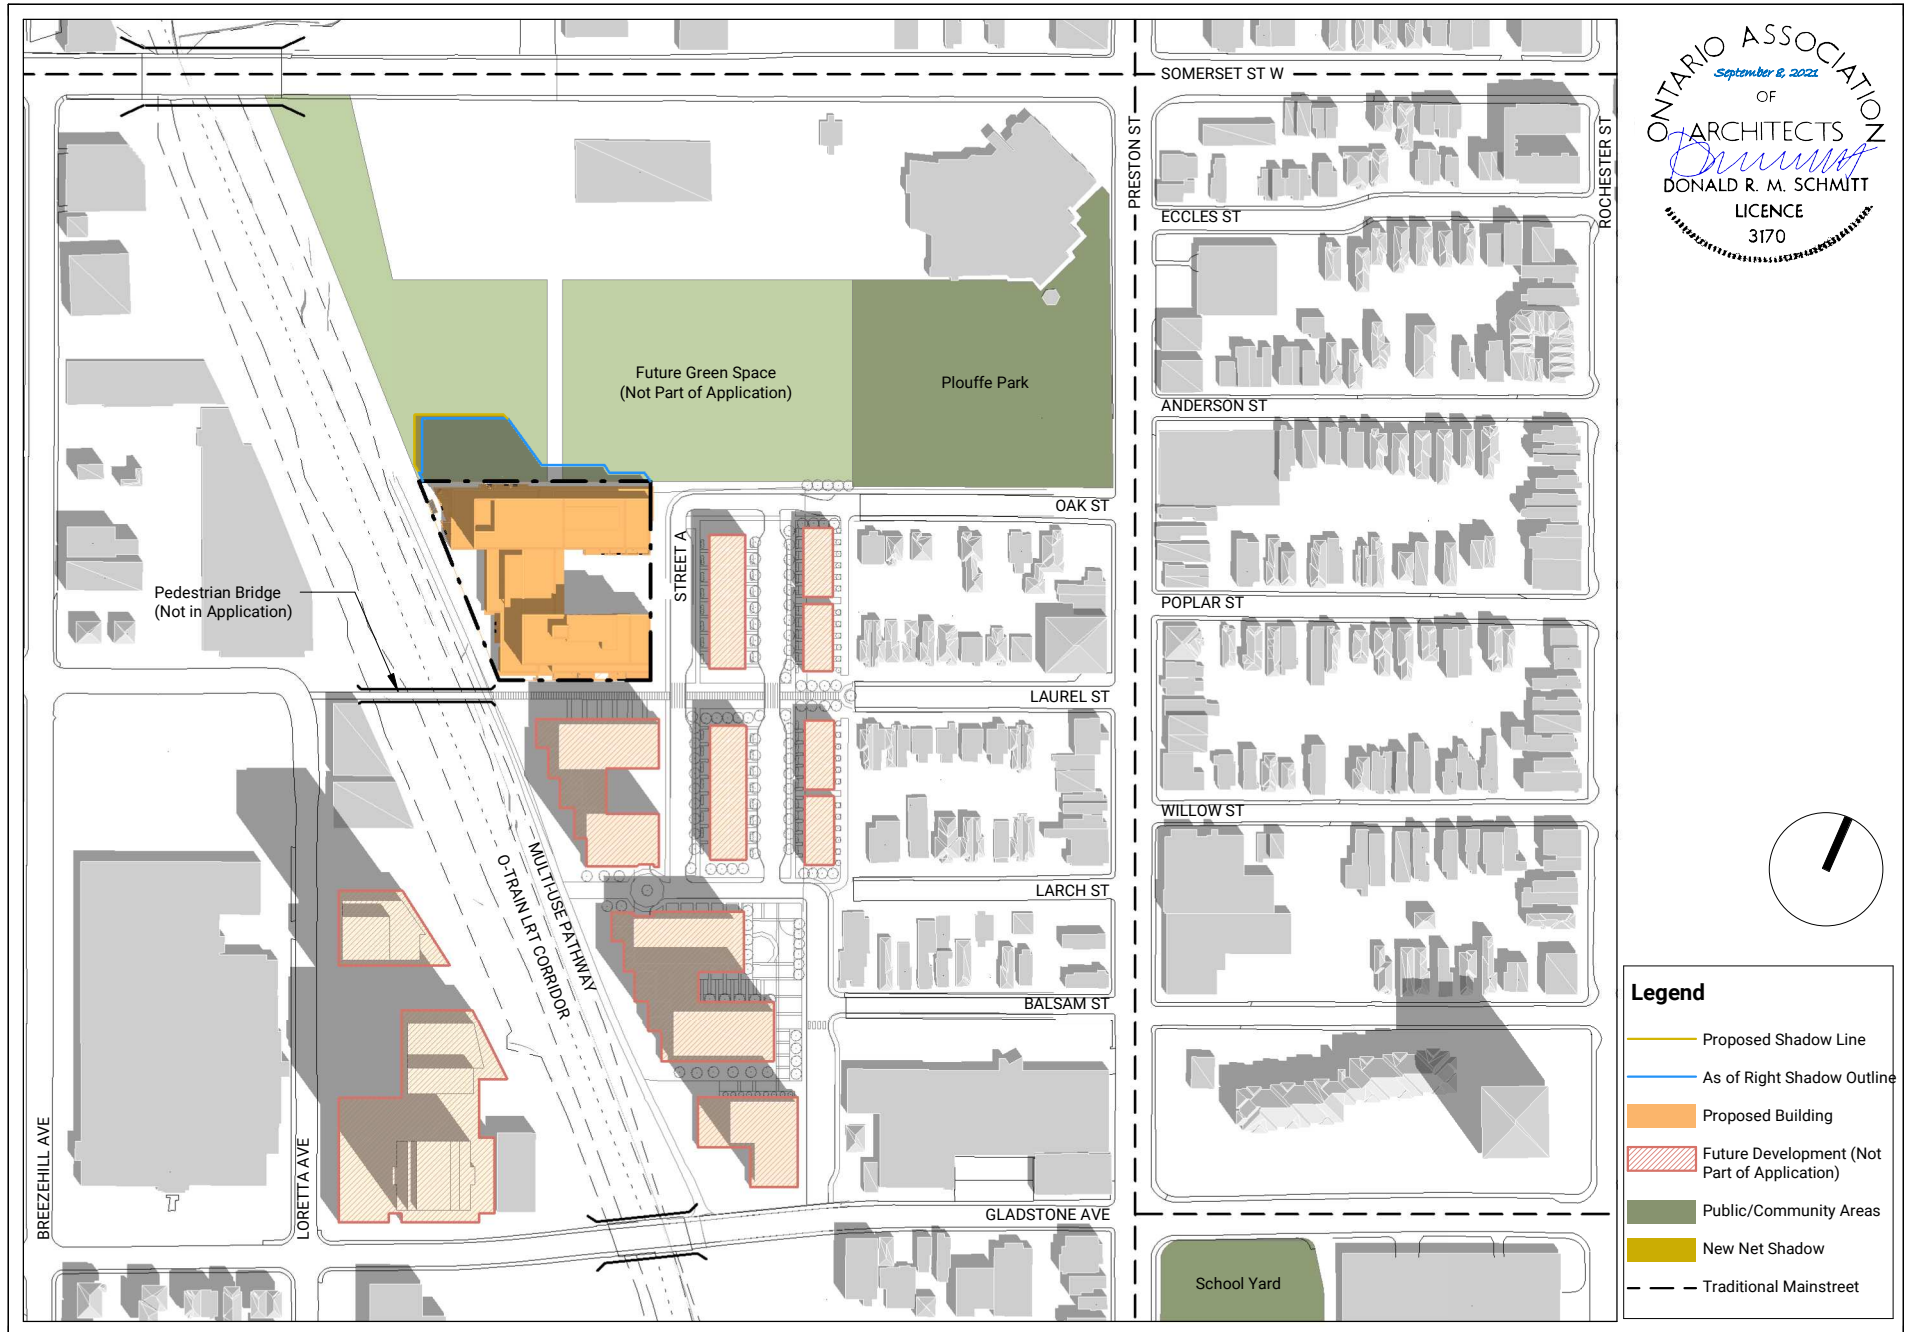 SOMERSET ST W
PRESTON ST
ROCHESTER ST
ECCLES ST
Future Green Space
(Not Part of Application)
Plouffe Park
ANDERSON ST
OAK ST
STREET A
Pedestrian Bridge
(Not in Application)
POPLAR ST
LAUREL ST
WILLOW ST
MULTI-USE PATHWAY
O-TRAIN LRT CORRIDOR
LARCH ST
BALSAM ST
BREEZEHILL AVE
LORETTA AVE
GLADSTONE AVE
School Yard
ONTARIO ASSOCIATION
September 8, 2021
OF
ARCHITECTS
DONALD R. M. SCHMITT
LICENCE
3170
Legend
Proposed Shadow Line
As of Right Shadow Outline
Proposed Building
Future Development (Not
Part of Application)
Public/Community Areas
New Net Shadow
Traditional Mainstreet